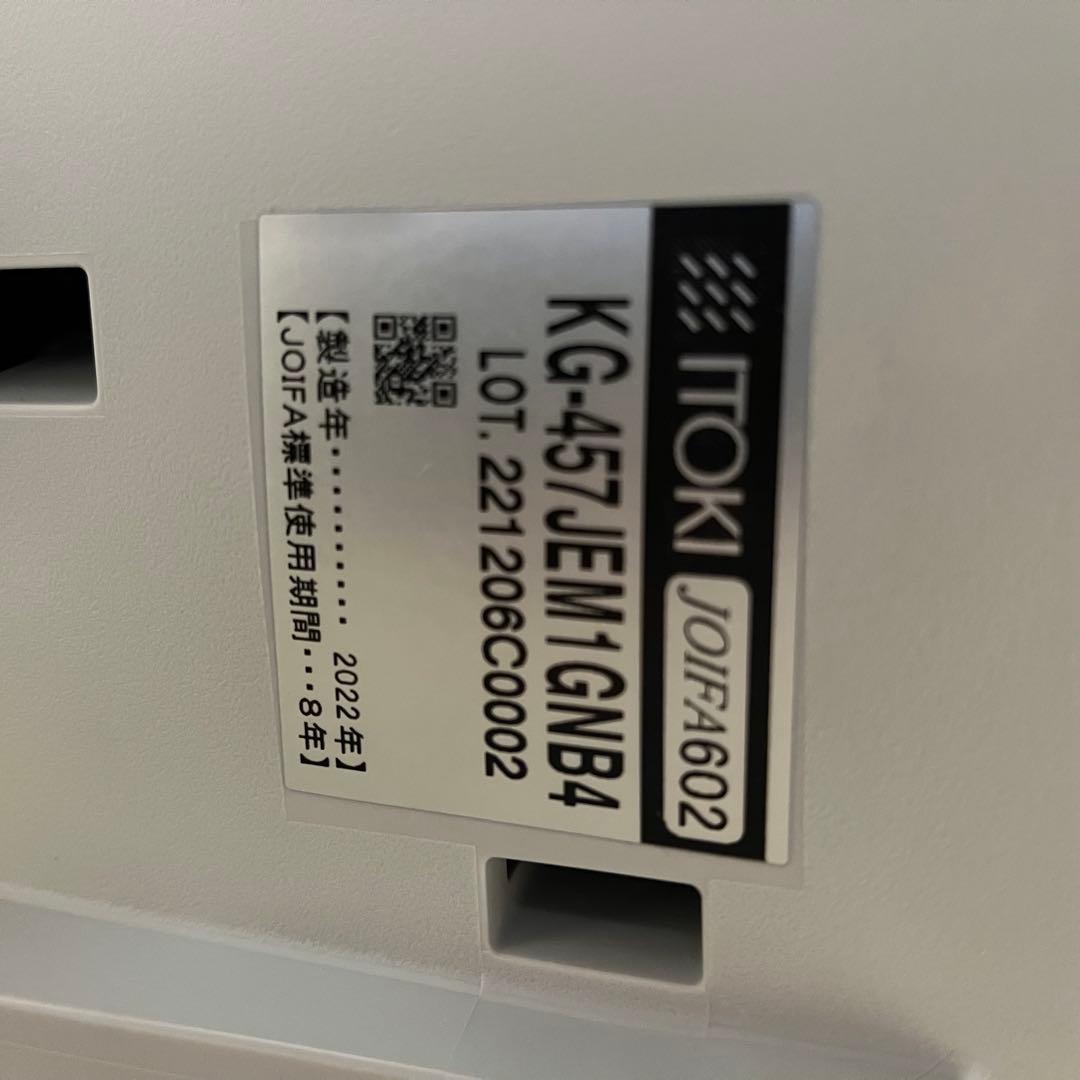 ITOKI JOIFA602
KG-457JEM1GNB4
LOT. 221206C0002
【製造年・・・・・・・・・ 2022年】
【JOIFA標準使用期間・・・8年】